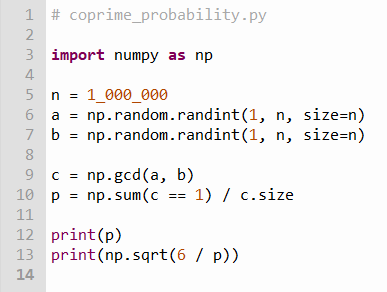 1 # coprime_probability.py
2
3 import numpy as np
4
5 n = 1_000_000
6 a = np.random.randint(1, n, size=n)
7 b = np.random.randint(1, n, size=n)
8
9 c = np.gcd(a, b)
10 p = np.sum(c == 1) / c.size
11
12 print(p)
13 print(np.sqrt(6 / p))
14